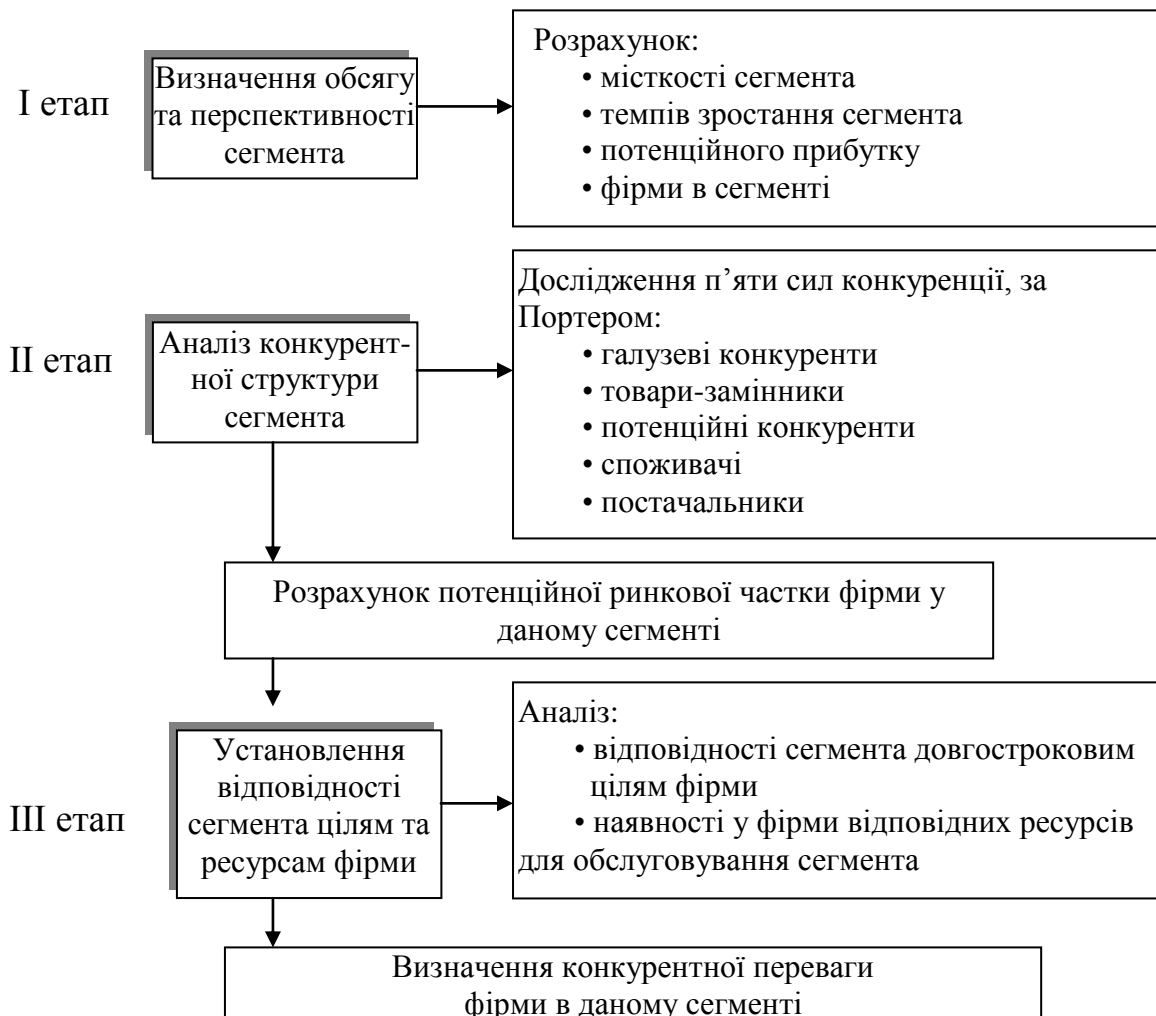 І етап
Визначення обсягу
та перспективності
сегмента
Розрахунок:
• місткості сегмента
• темпів зростання сегмента
• потенційного прибутку
• фірми в сегменті
ІІ етап
Аналіз конкурент-
ної структури
сегмента
Дослідження п’яти сил конкуренції, за
Портером:
• галузеві конкуренти
• товари-замінники
• потенційні конкуренти
• споживачі
• постачальники
Розрахунок потенційної ринкової частки фірми у
даному сегменті
ІІІ етап
Установлення
відповідності
сегмента цілям та
ресурсам фірми
Аналіз:
• відповідності сегмента довгостроковим
цілям фірми
• наявності у фірми відповідних ресурсів
для обслуговування сегмента
Визначення конкурентної переваги
фірми в даному сегменті